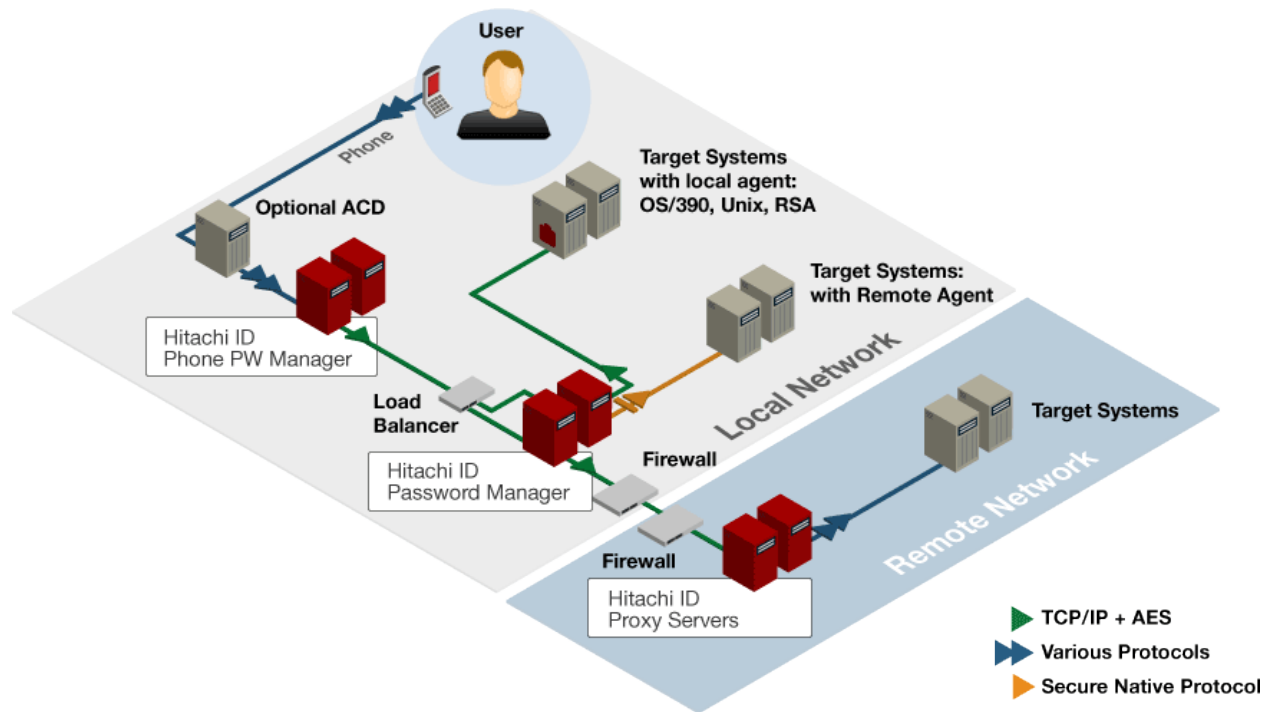 User
Phone
Target Systems
with local agent:
OS/390, Unix, RSA
Optional ACD
Target Systems:
with Remote Agent
Hitachi ID
Phone PW Manager
Load
Balancer
Local Network
Target Systems
Hitachi ID
Password Manager
Firewall
Remote Network
Firewall
Hitachi ID
Proxy Servers
TCP/IP + AES
Various Protocols
Secure Native Protocol